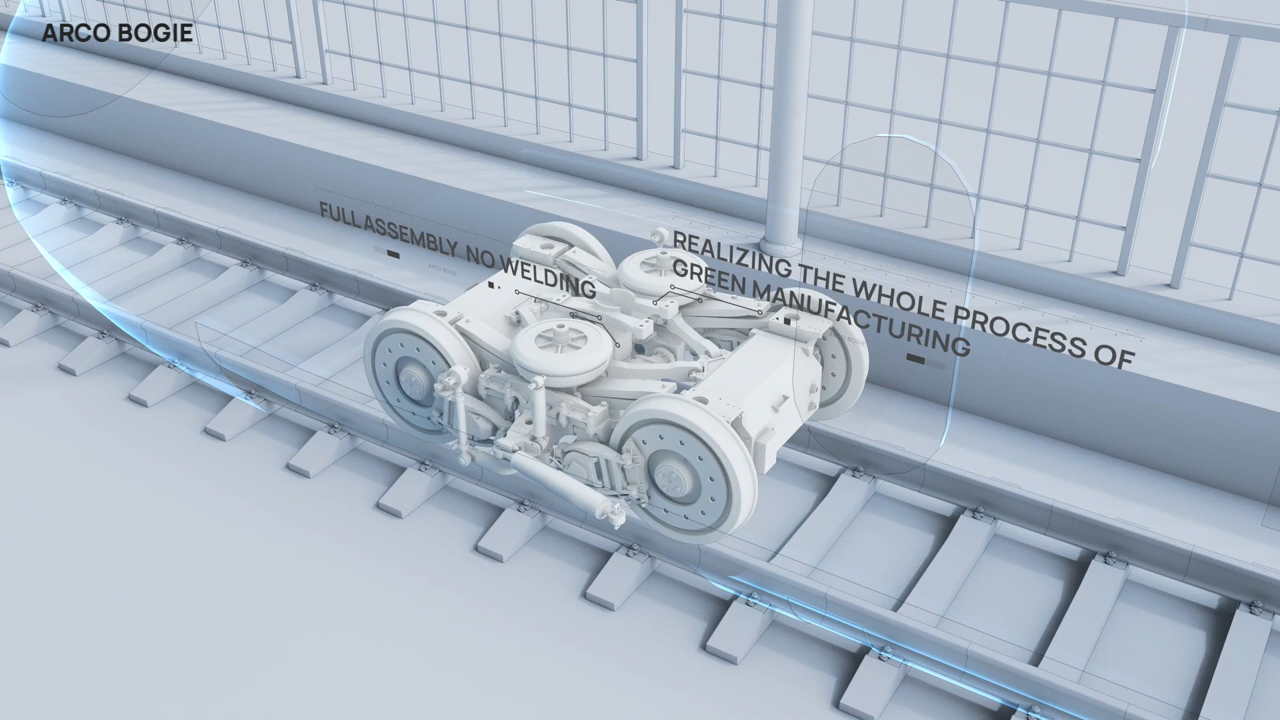 ARCO BOGIE
FULL ASSEMBLY NO WELDING
REALIZING THE WHOLE PROCESS OF
GREEN MANUFACTURING